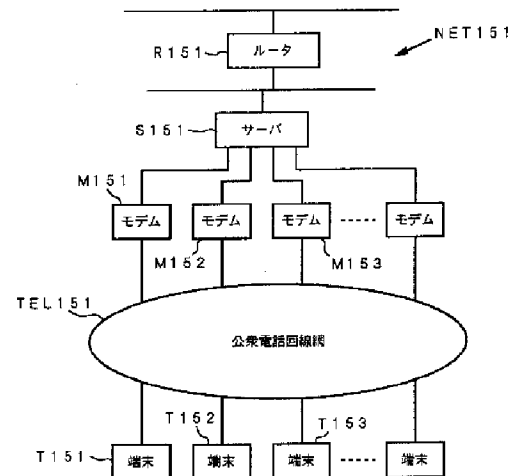 NET151
R151
ルータ
S151
サーバ
M151
モデム モデム モデム モデム
M152
M153
TEL151
公衆電話回線網
T152
T153
T151
端末 端末 端末 端末